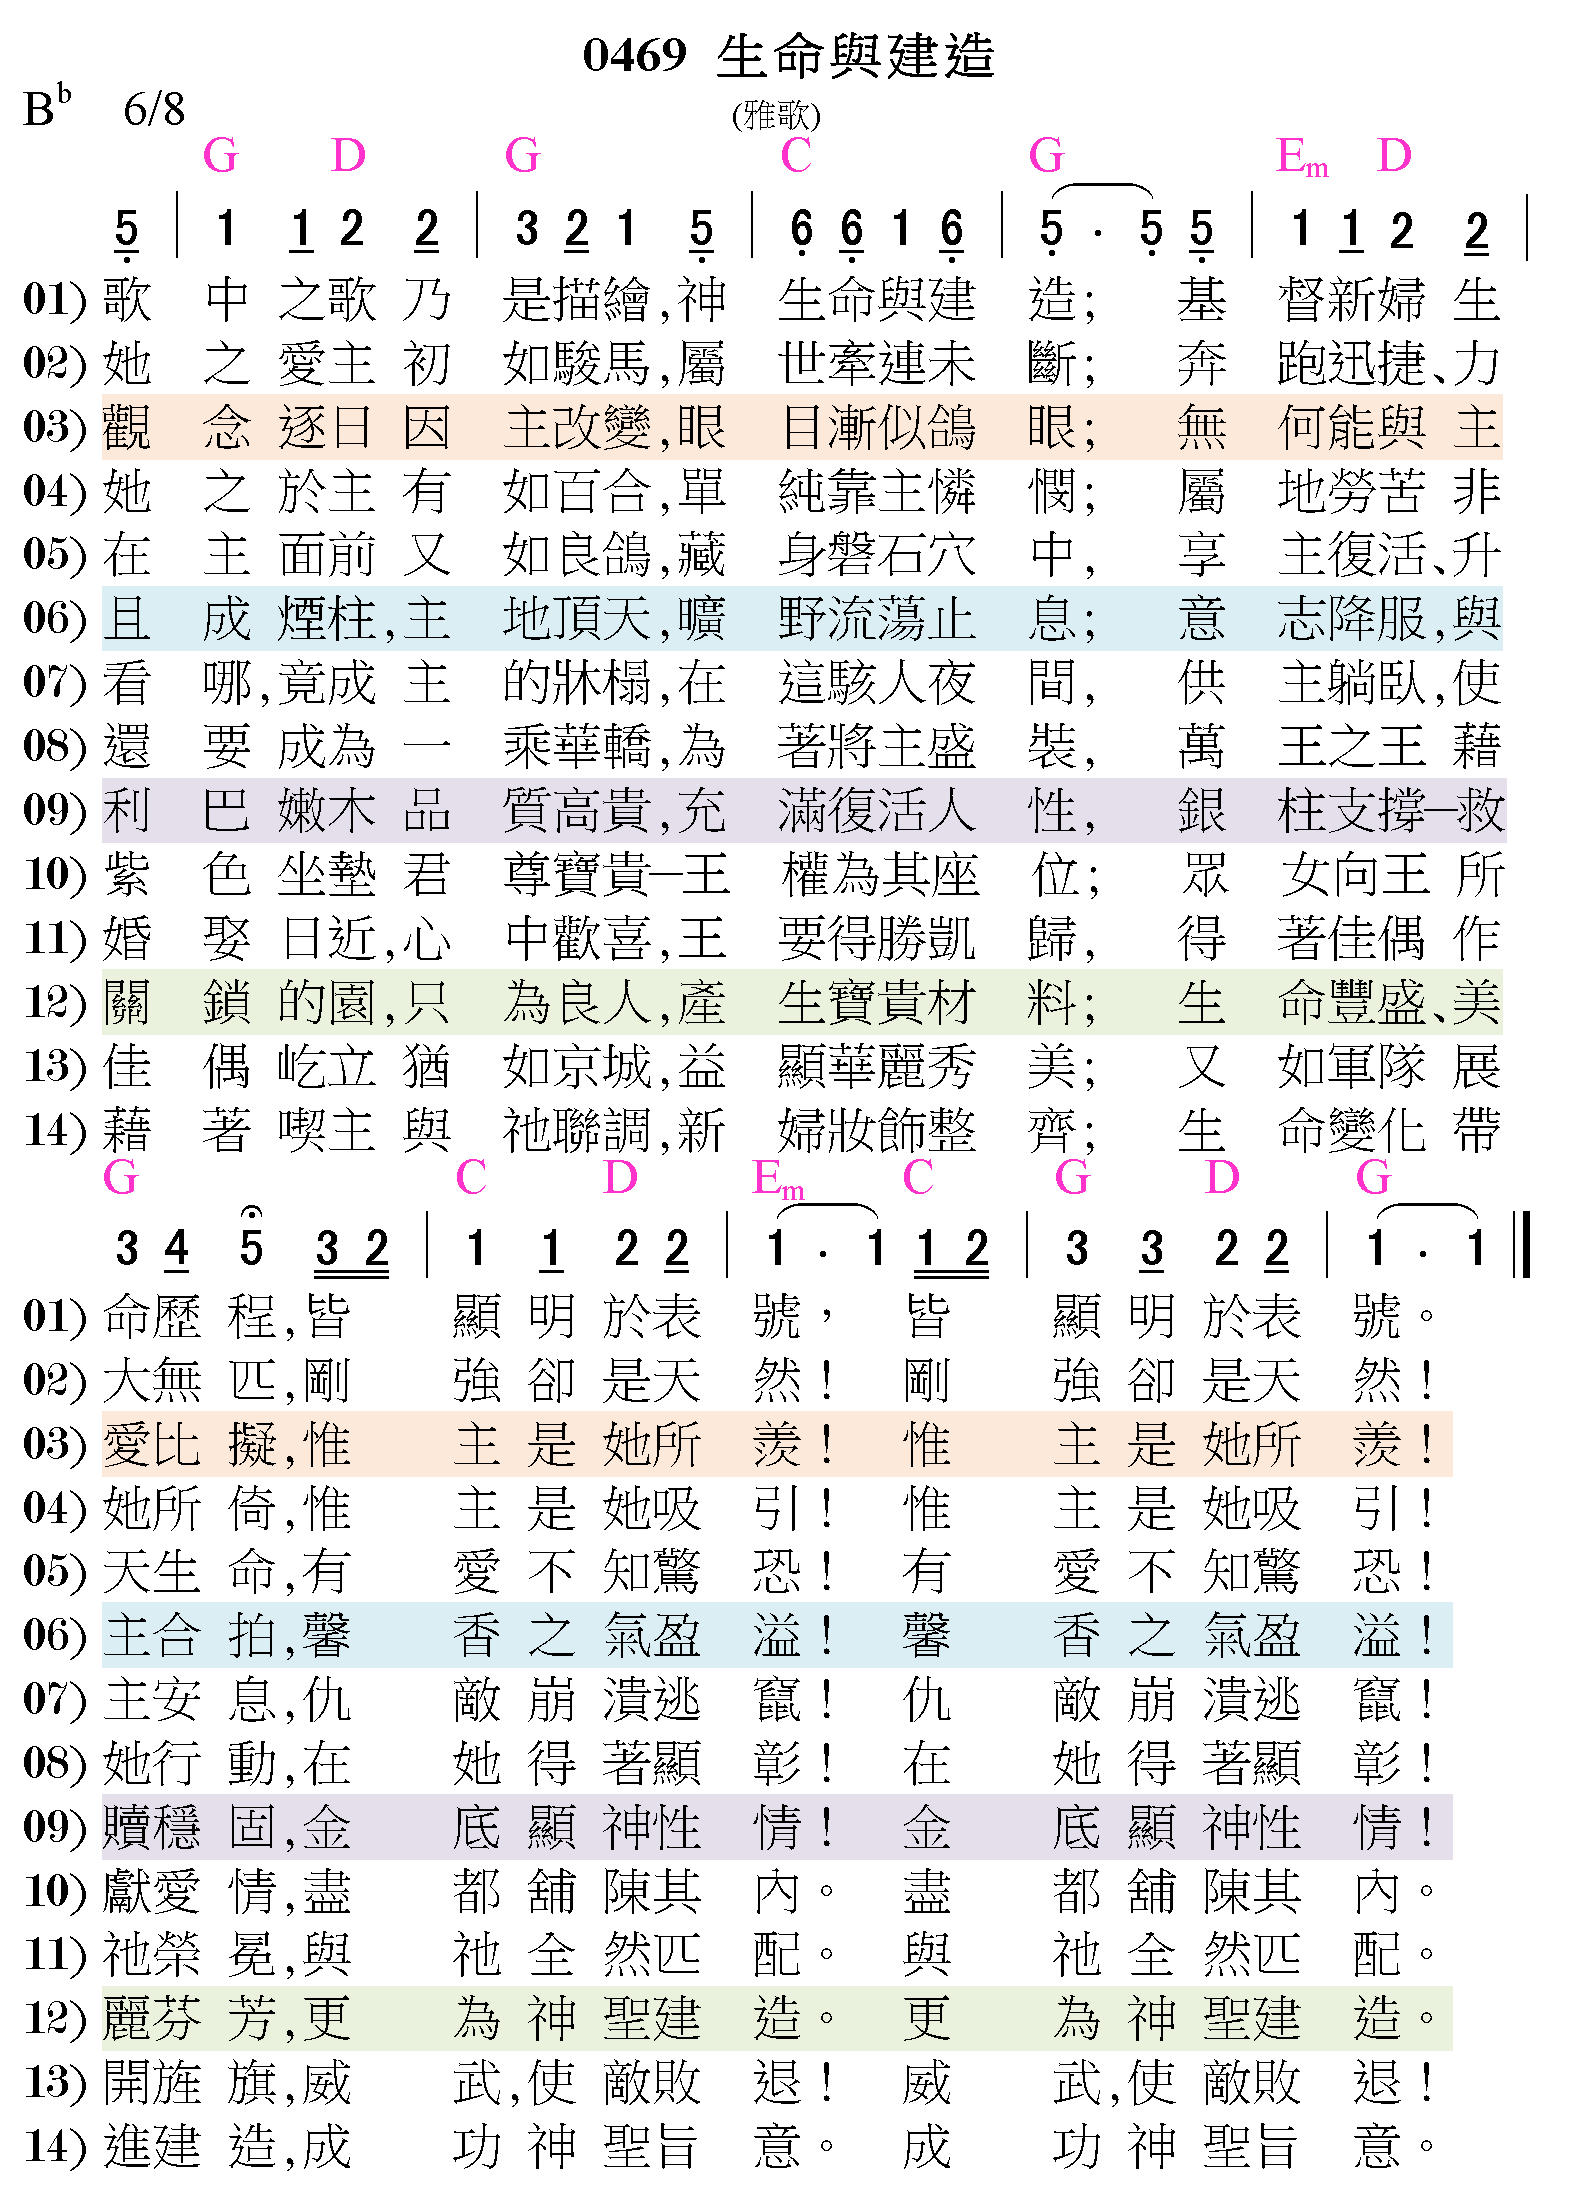 0469 生命與建造
B♭ 6/8 (雅歌)
G D G C G Em D
5 | 1 1 2 2 | 3 2 1 5 | 6 6 1 6 | 5 · 5 5 | 1 1 2 2 |
01) 歌中之歌乃是描繪,神生命與建造; 基督新婦生
02) 她之愛主初如駿馬,屬世牽連未斷; 奔跑迅捷、力
03) 觀念逐日因主改變,眼目漸似鴿眼; 無何能與主
04) 她之於主有如百合,單純靠主憐憫; 屬地勞苦非
05) 在主面前又如良鴿,藏身磐石穴中, 享主復活、升
06) 且成煙柱,主地頂天,曠野流蕩止息; 意志降服,與
07) 看哪,竟成主的牀榻,在這駭人夜間, 供主躺臥,使
08) 還要成為一乘華轎,為著將主盛裝, 萬王之王藉
09) 利巴嫩木品質高貴,充滿復活人性, 銀柱支撐─救
10) 紫色坐墊君尊寶貴─王權為其座位; 眾女向王所
11) 婚娶日近,心中歡喜,王要得勝凱歸, 得著佳偶作
12) 關鎖的園,只為良人,產生寶貴材料; 生命豐盛、美
13) 佳偶屹立猶如京城,益顯華麗秀美; 又如軍隊展
14) 藉著喫主與祂聯調,新婦妝飾整齊; 生命變化帶
G C D Em C G D G
3 4 5 3 2 | 1 1 2 2 | 1 · 1 1 2 | 3 3 2 2 | 1 · 1 ‖
01) 命歷程,皆顯明於表號, 皆顯明於表號。
02) 大無匹,剛強卻是天然! 剛強卻是天然!
03) 愛比擬,惟主是她所羨! 惟主是她所羨!
04) 她所倚,惟主是她吸引! 惟主是她吸引!
05) 天生命,有愛不知驚恐! 有愛不知驚恐!
06) 主合拍,馨香之氣盈溢! 馨香之氣盈溢!
07) 主安息,仇敵崩潰逃竄! 仇敵崩潰逃竄!
08) 她行動,在她得著顯彰! 在她得著顯彰!
09) 贖穩固,金底顯神性情! 金底顯神性情!
10) 獻愛情,盡都舖陳其內。 盡都舖陳其內。
11) 祂榮冕,與祂全然匹配。 與祂全然匹配。
12) 麗芬芳,更為神聖建造。 更為神聖建造。
13) 開旌旗,威武,使敵敗退! 威武,使敵敗退!
14) 進建造,成功神聖旨意。 成功神聖旨意。